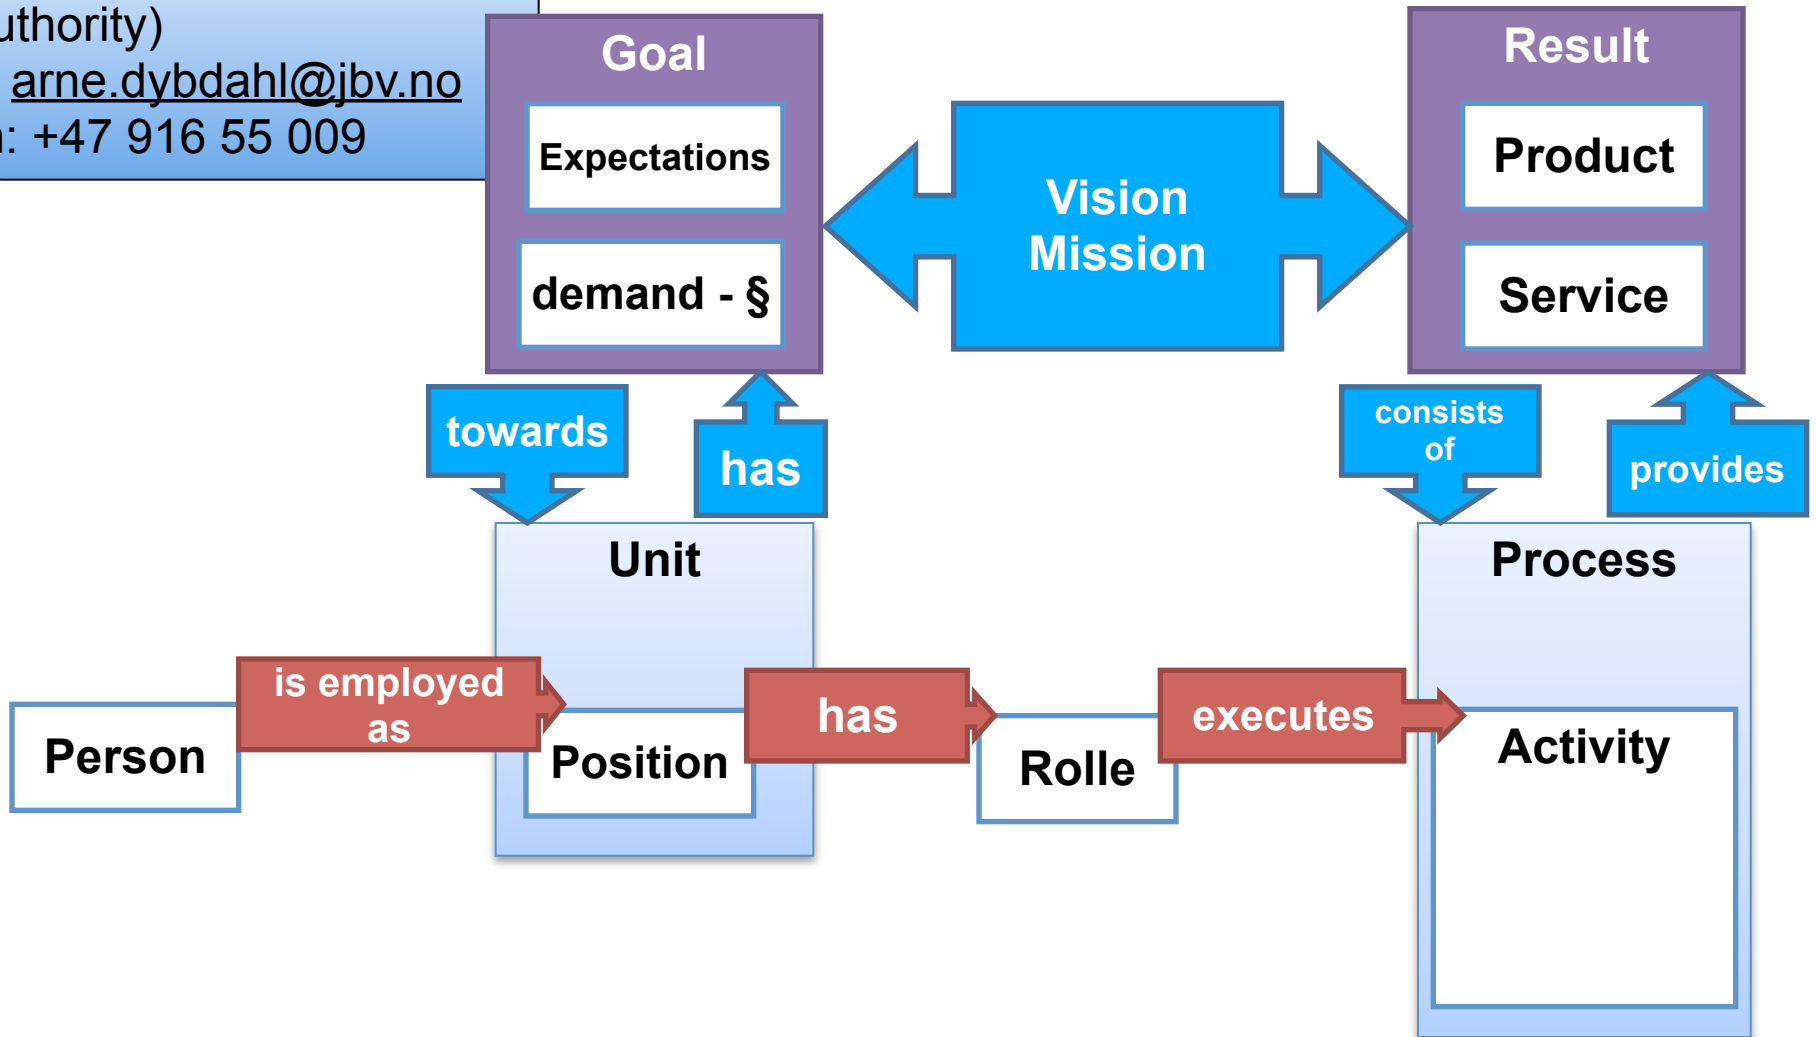 uthority)
arne.dybdahl@jbv.no
: +47 916 55 009
Goal
Expectations
demand - §
Vision
Mission
Result
Product
Service
towards
has
consists
of
provides
Unit
Process
Person
is employed
as
Position
has
Rolle
executes
Activity